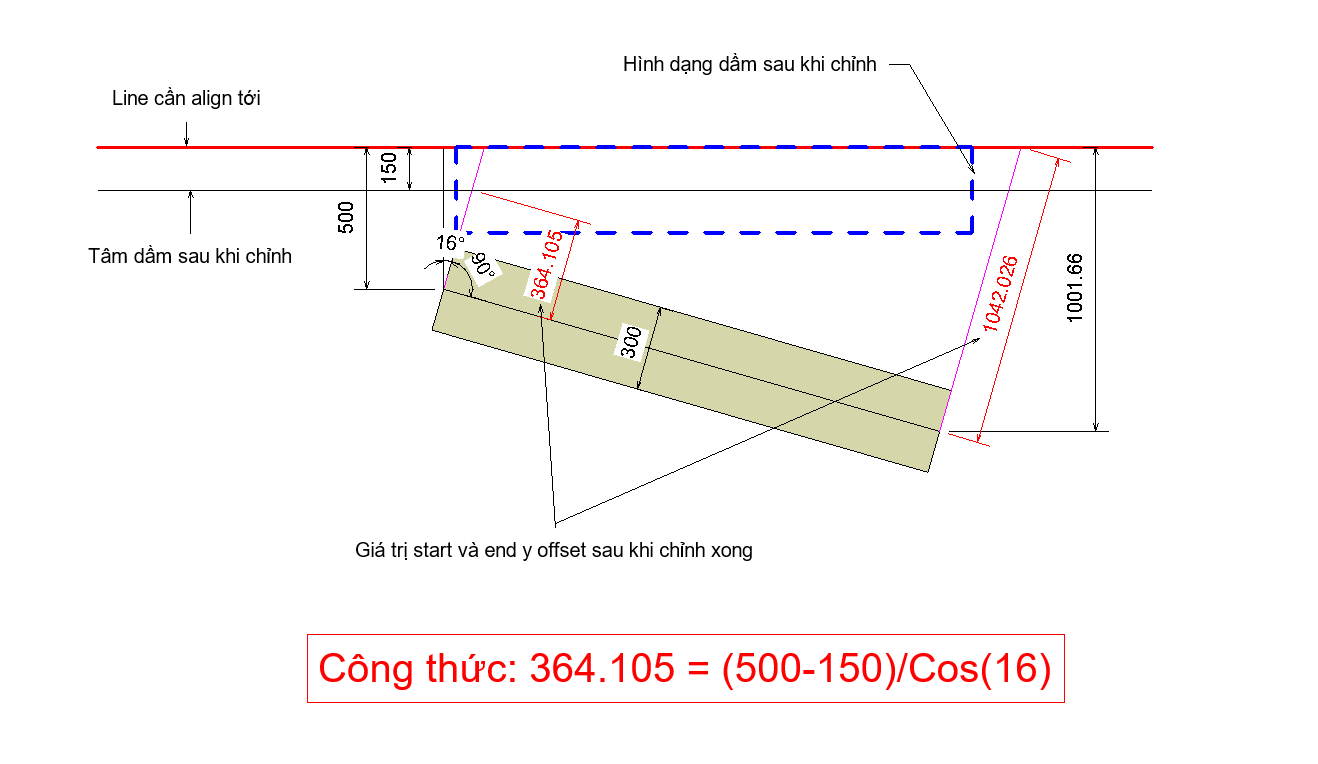 Hình dạng dầm sau khi chỉnh
Line cần align tới
150
500
Tâm dầm sau khi chỉnh
16°
90°
364.105
300
1042.026
1001.66
Giá trị start và end y offset sau khi chỉnh xong
Công thức: 364.105 = (500-150)/Cos(16)